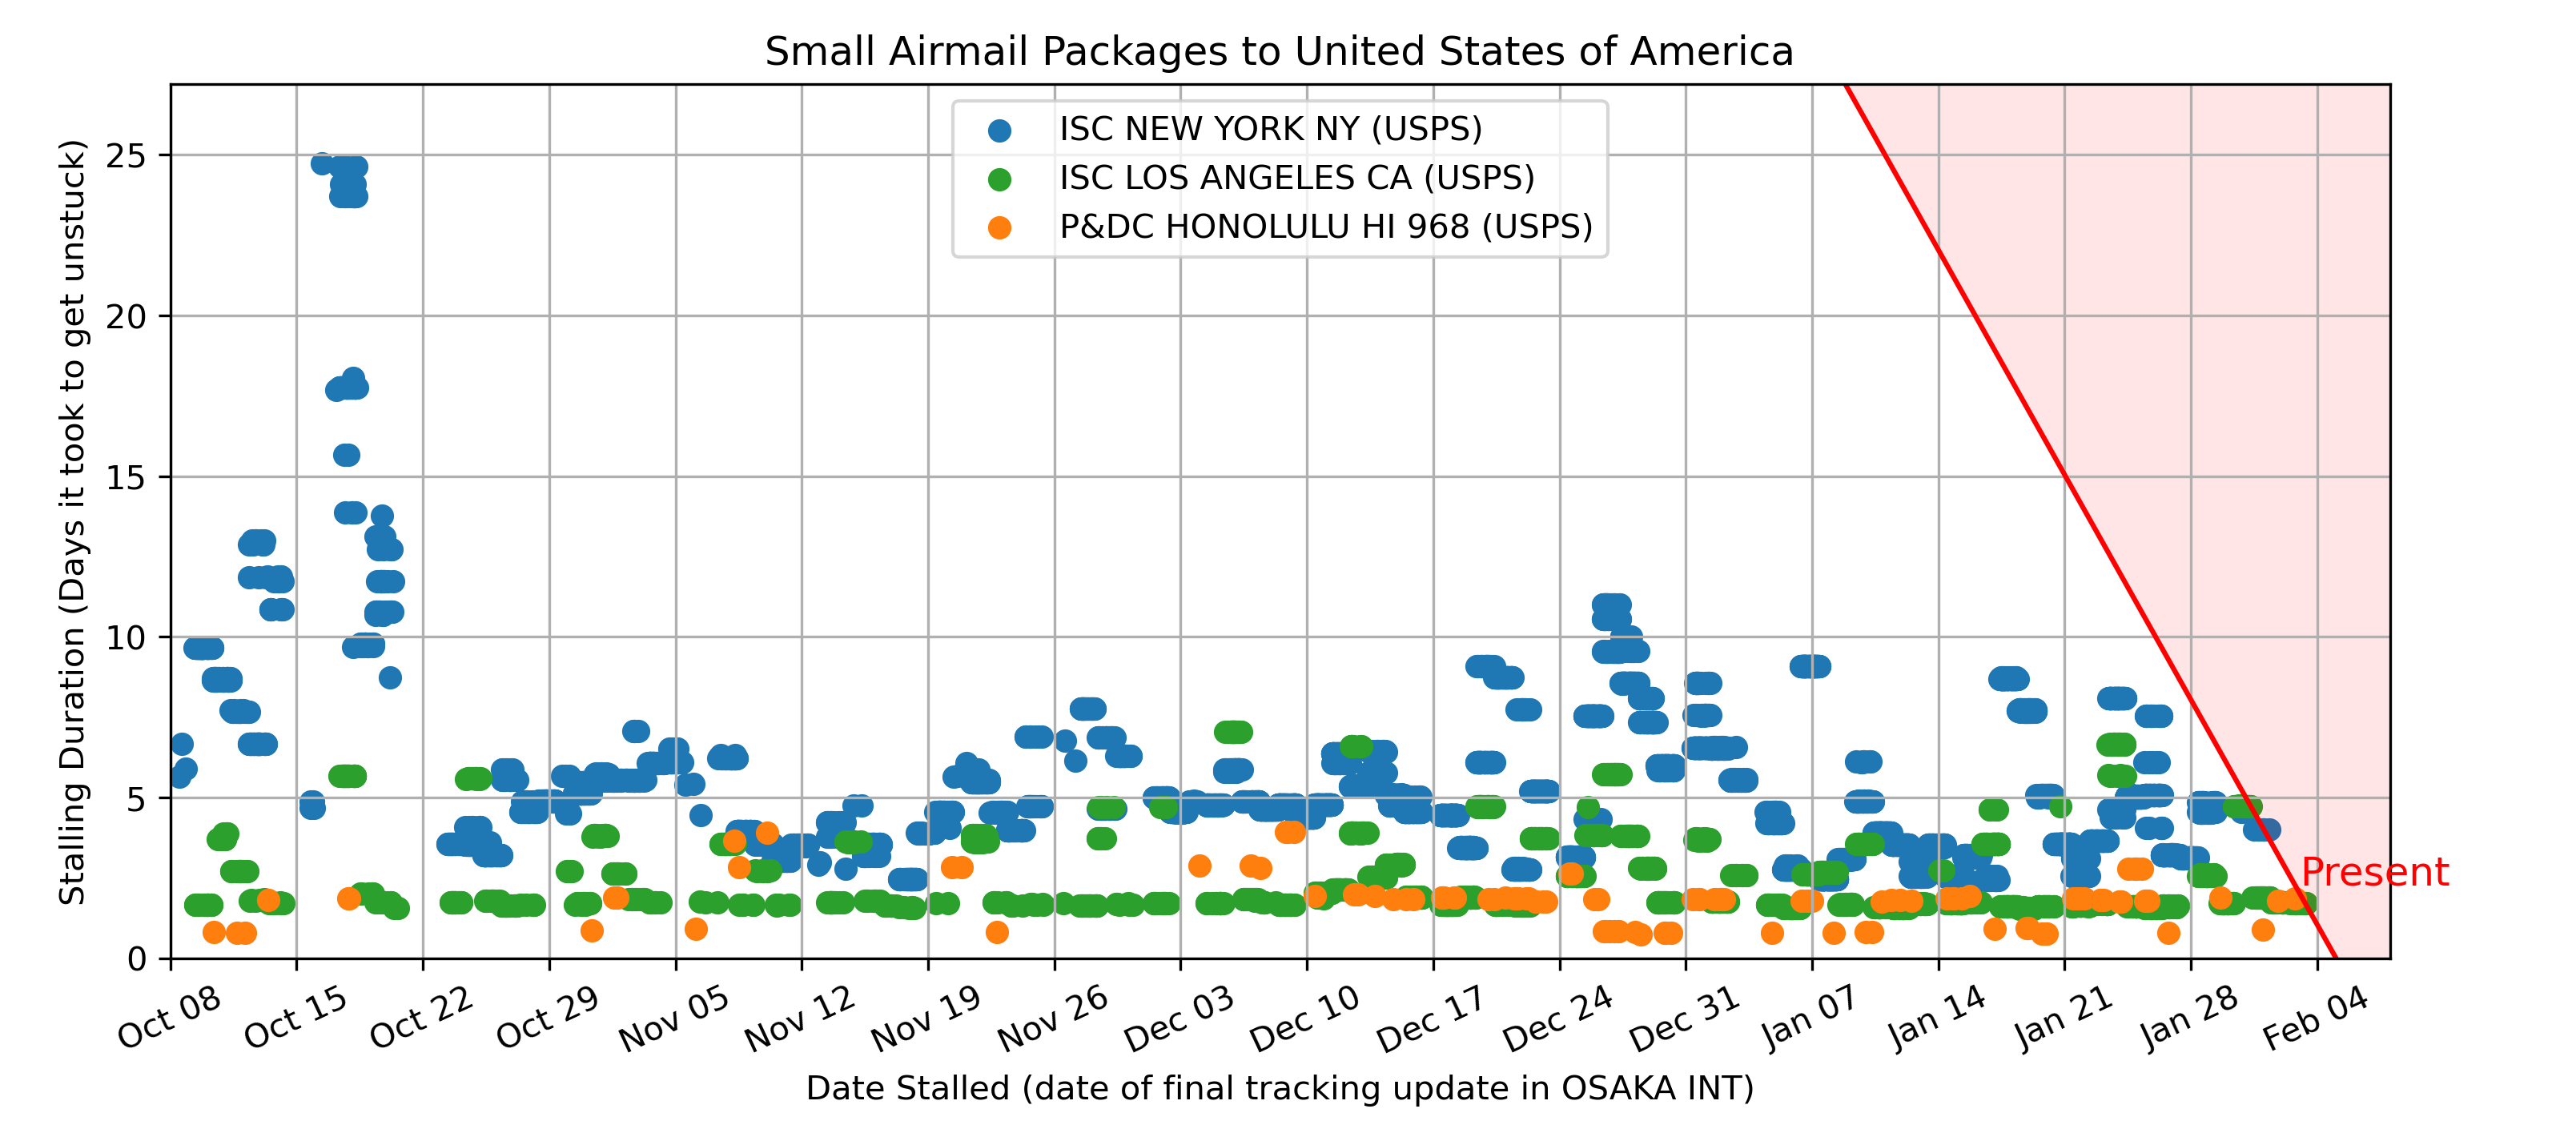 Small Airmail Packages to United States of America
ISC NEW YORK NY (USPS)
ISC LOS ANGELES CA (USPS)
P&DC HONOLULU HI 968 (USPS)
Stalling Duration (Days it took to get unstuck)
25
20
15
10
5
0
Present
Oct 08
Oct 15
Oct 22
Oct 29
Nov 05
Nov 12
Nov 19
Nov 26
Dec 03
Dec 10
Dec 17
Dec 24
Dec 31
Jan 07
Jan 14
Jan 21
Jan 28
Feb 04
Date Stalled (date of final tracking update in OSAKA INT)